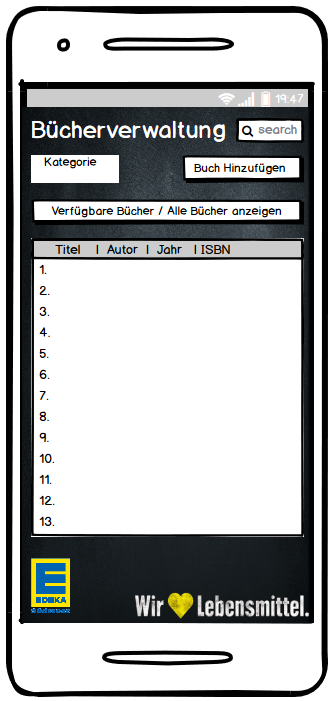 19:47
Bücherverwaltung
search
Kategorie
Buch Hinzufügen
Verfügbare Bücher / Alle Bücher anzeigen
Titel | Autor | Jahr | ISBN
1.
2.
3.
4.
5.
6.
7.
8.
9.
10.
11.
12.
13.
EDEKA
Wir Lebensmittel.